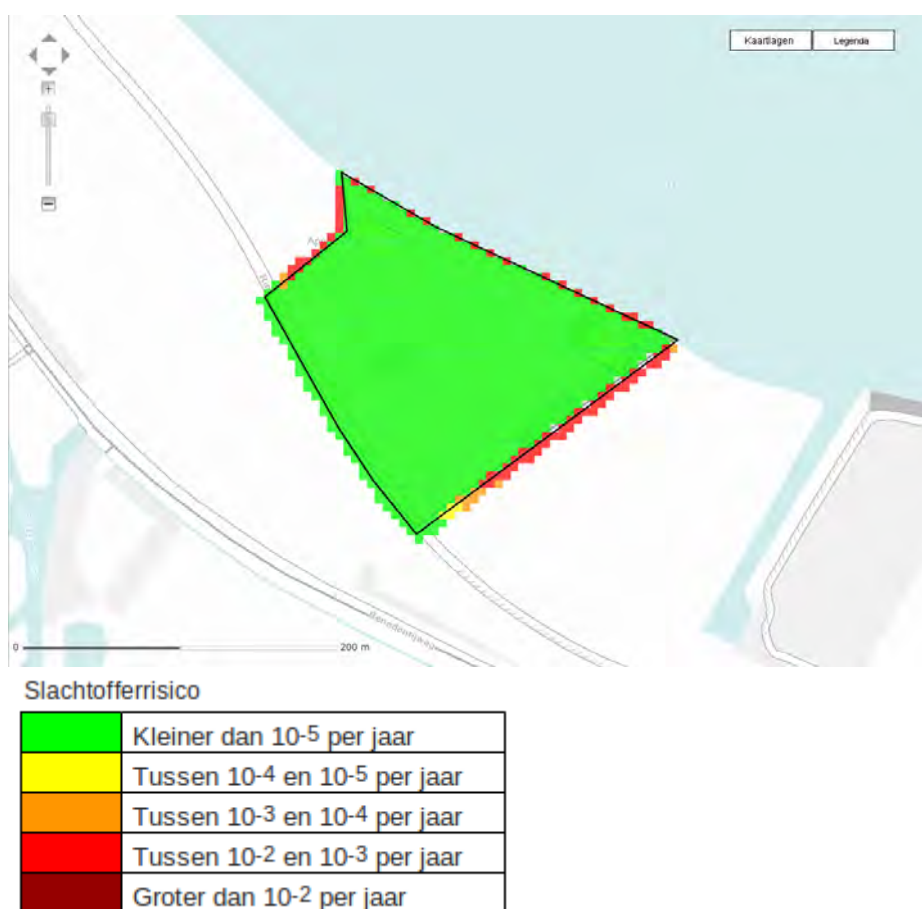 Kaartlagen
Legenda
Benedenrijweg
0
200 m
Slachtofferrisico
Kleiner dan 10-5 per jaar
Tussen 10-4 en 10-5 per jaar
Tussen 10-3 en 10-4 per jaar
Tussen 10-2 en 10-3 per jaar
Groter dan 10-2 per jaar